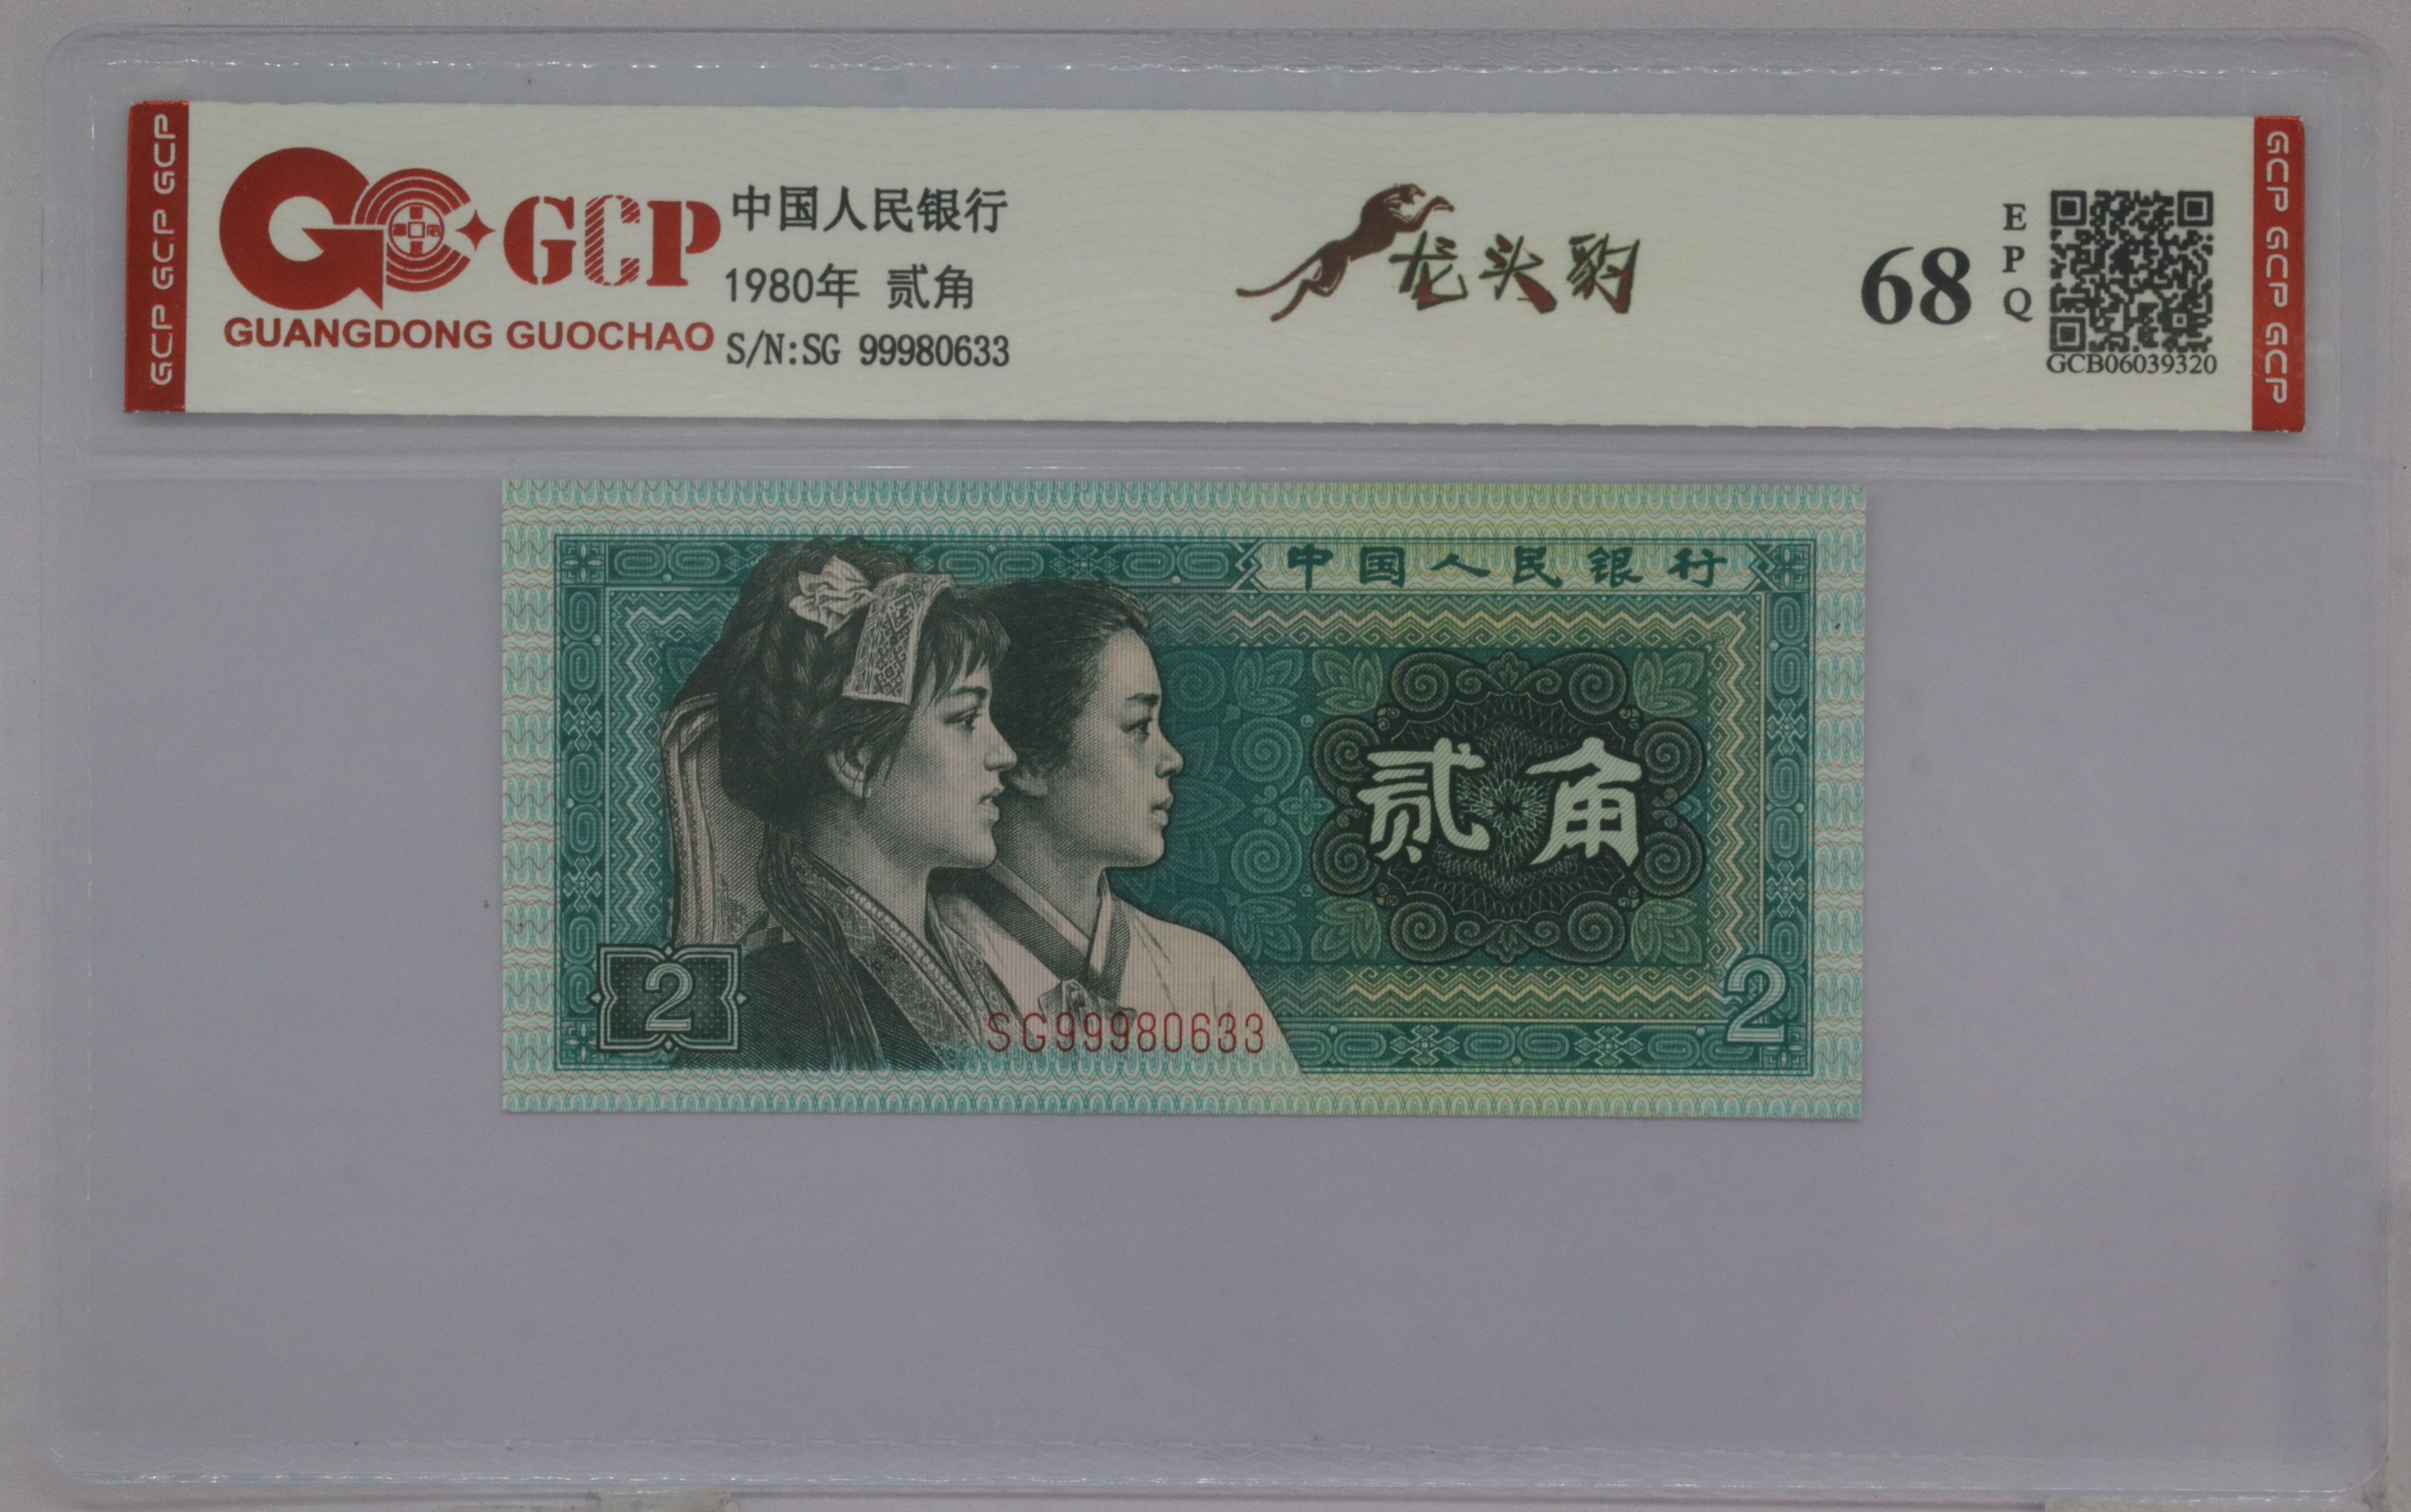 GCP GCP GCP
GCP
GUANGDONG GUOCHAO
中国人民银行
1980年 贰角
S/N:SG 99980633
龙头豹
68
EPQ
GCB06039320
GCP GCP GCP
中国人民银行
贰角
2
SG99980633
2